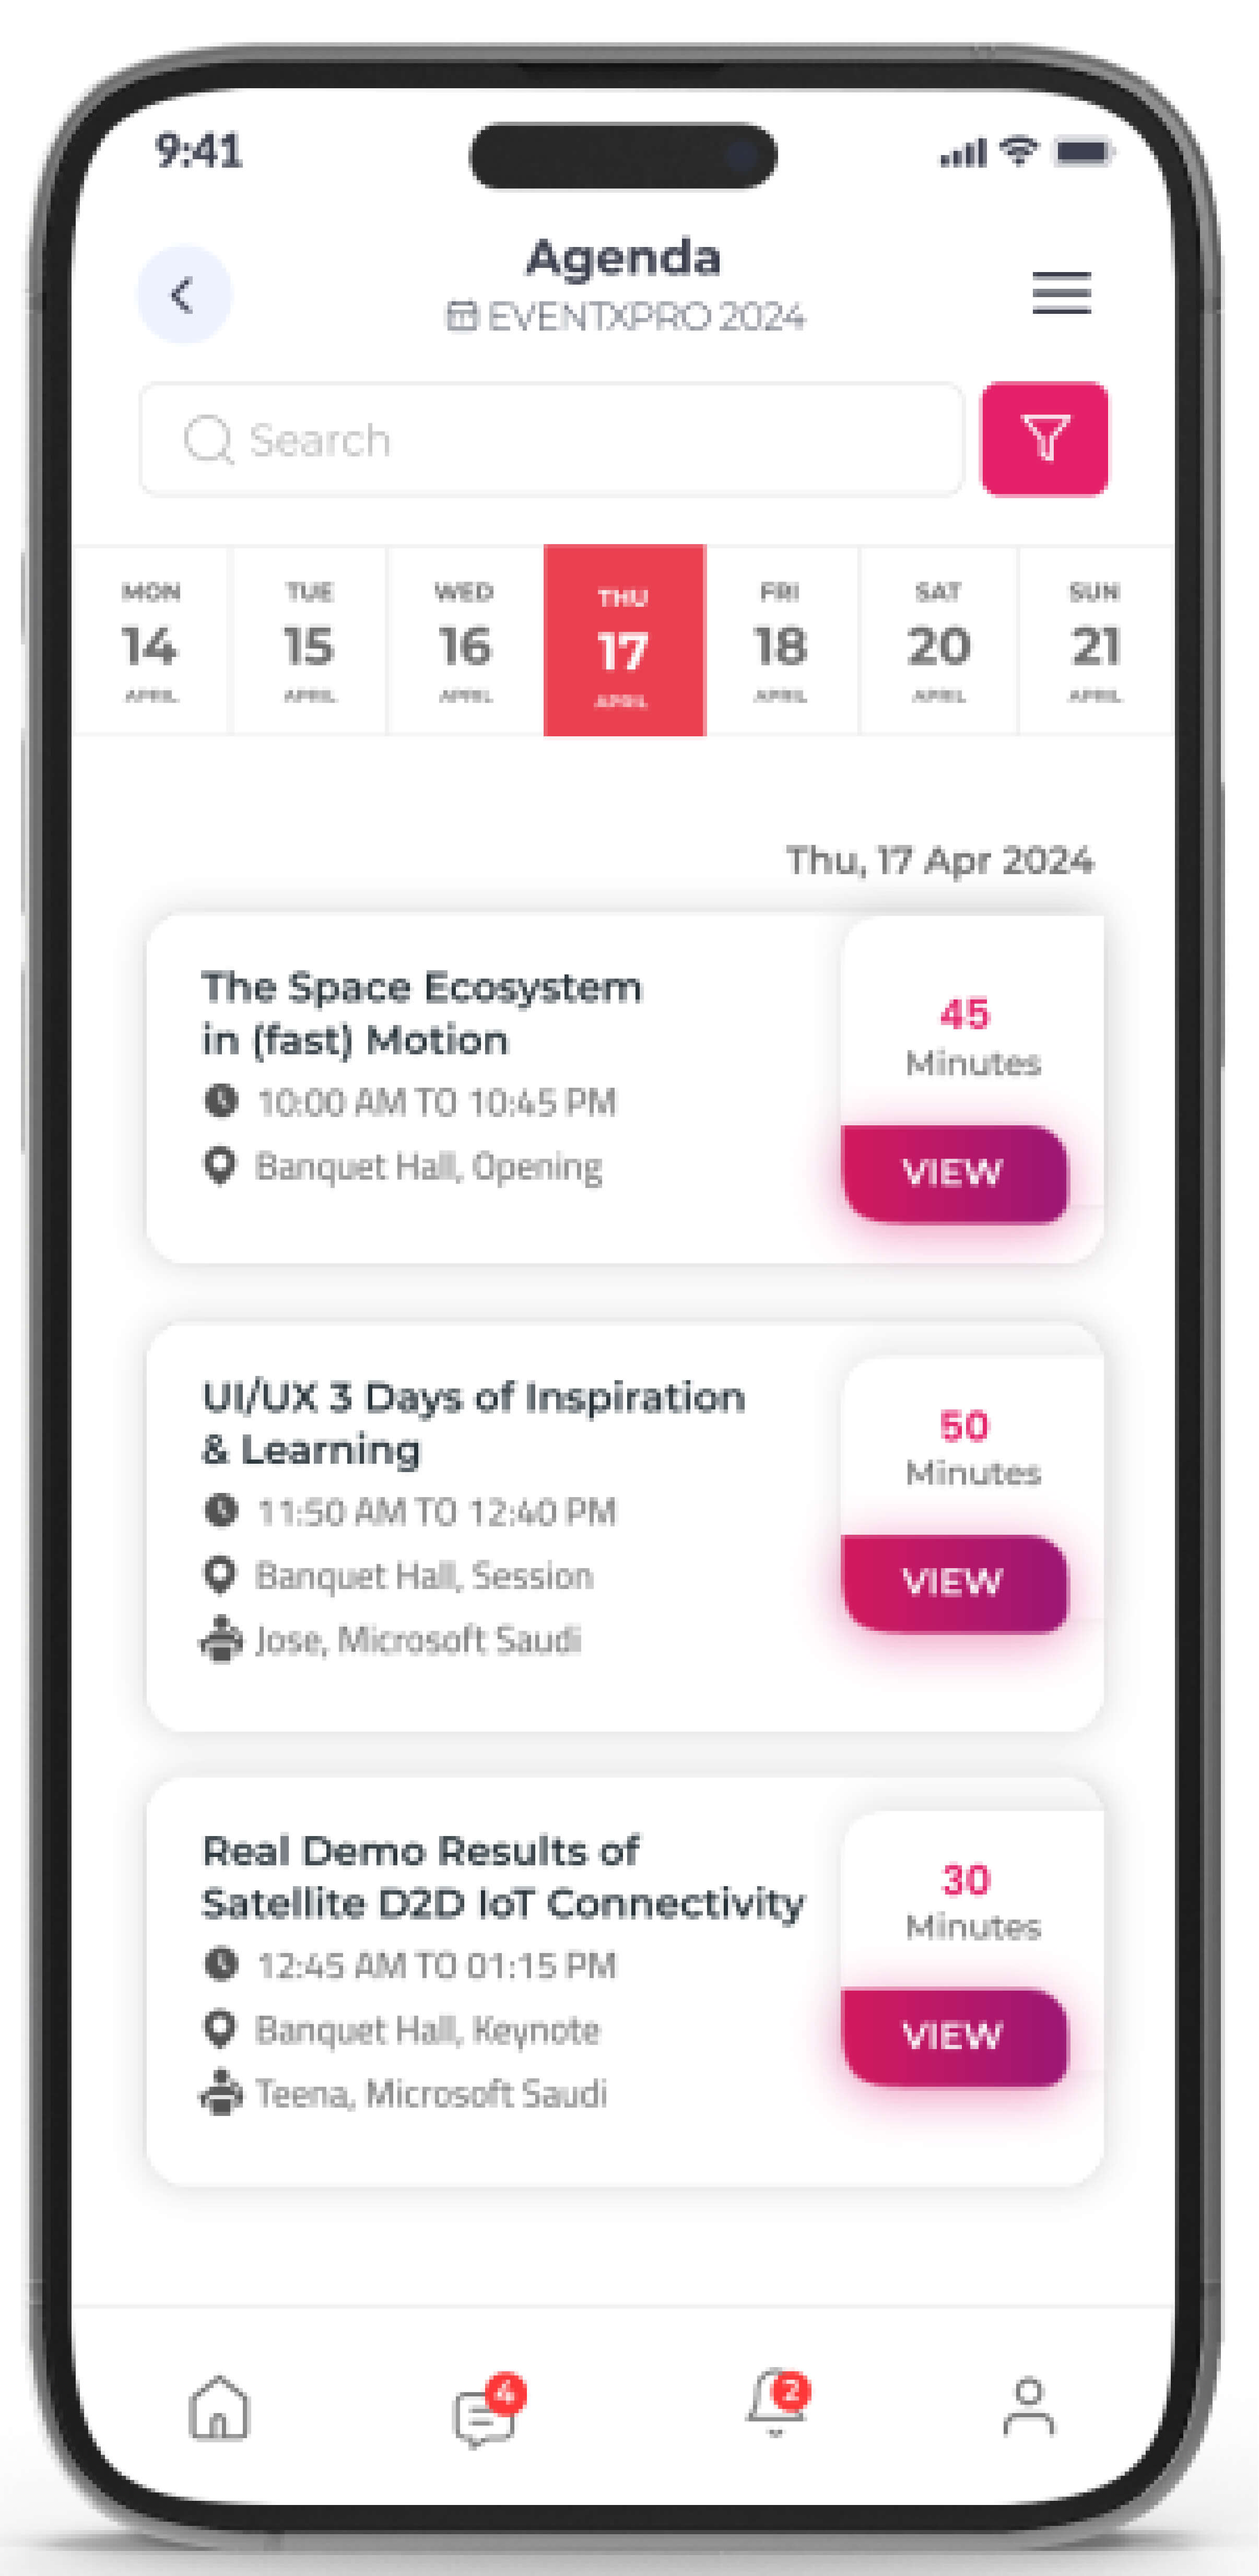 9:41
Agenda
EVENTXPRO 2024
Search
MON TUE WED THU FRI SAT SUN
14 15 16 17 18 20 21
APRIL APRIL APRIL APRIL APRIL APRIL APRIL
Thu, 17 Apr 2024
The Space Ecosystem
in (fast) Motion
10:00 AM TO 10:45 PM
Banquet Hall, Opening
45
Minutes
VIEW
UI/UX 3 Days of Inspiration
& Learning
11:50 AM TO 12:40 PM
Banquet Hall, Session
Jose, Microsoft Saudi
50
Minutes
VIEW
Real Demo Results of
Satellite D2D IoT Connectivity
12:45 AM TO 01:15 PM
Banquet Hall, Keynote
Teena, Microsoft Saudi
30
Minutes
VIEW
4
2